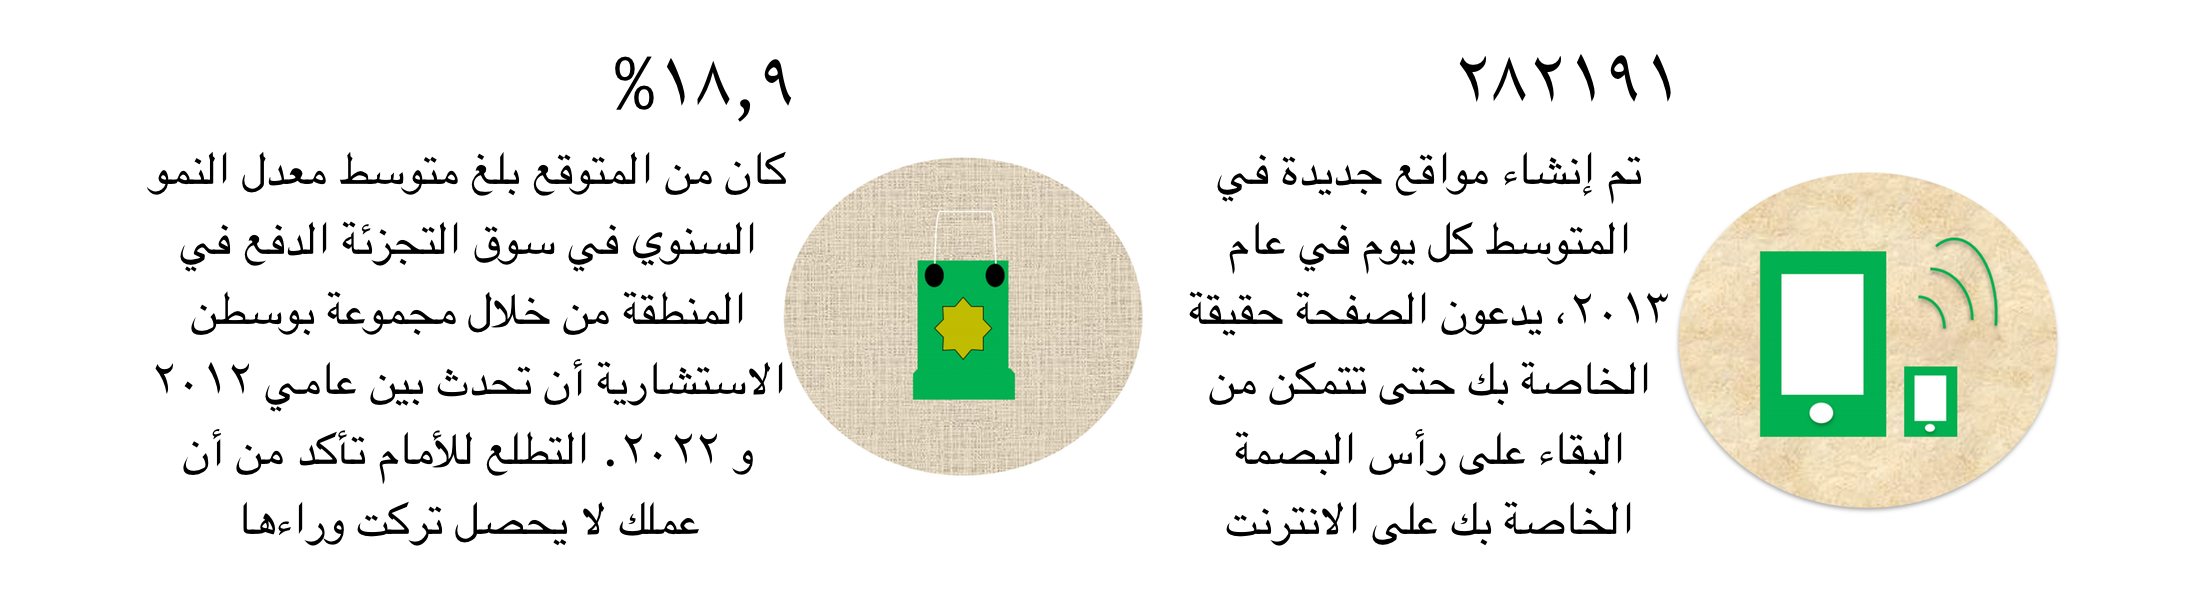 ٢٨٢١٩١
تم إنشاء مواقع جديدة في
المتوسط كل يوم في عام
٢٠١٣، يدعون الصفحة حقيقة
الخاصة بك حتى تتمكن من
البقاء على رأس البصمة
الخاصة بك على الانترنت
%١٨,٩
كان من المتوقع بلغ متوسط معدل النمو
السنوي في سوق التجزئة الدفع في
المنطقة من خلال مجموعة بوسطن
الاستشارية أن تحدث بين عامي ٢٠١٢
و ٢٠٢٢. التطلع للأمام تأكد من أن
عملك لا يحصل تركت وراءها